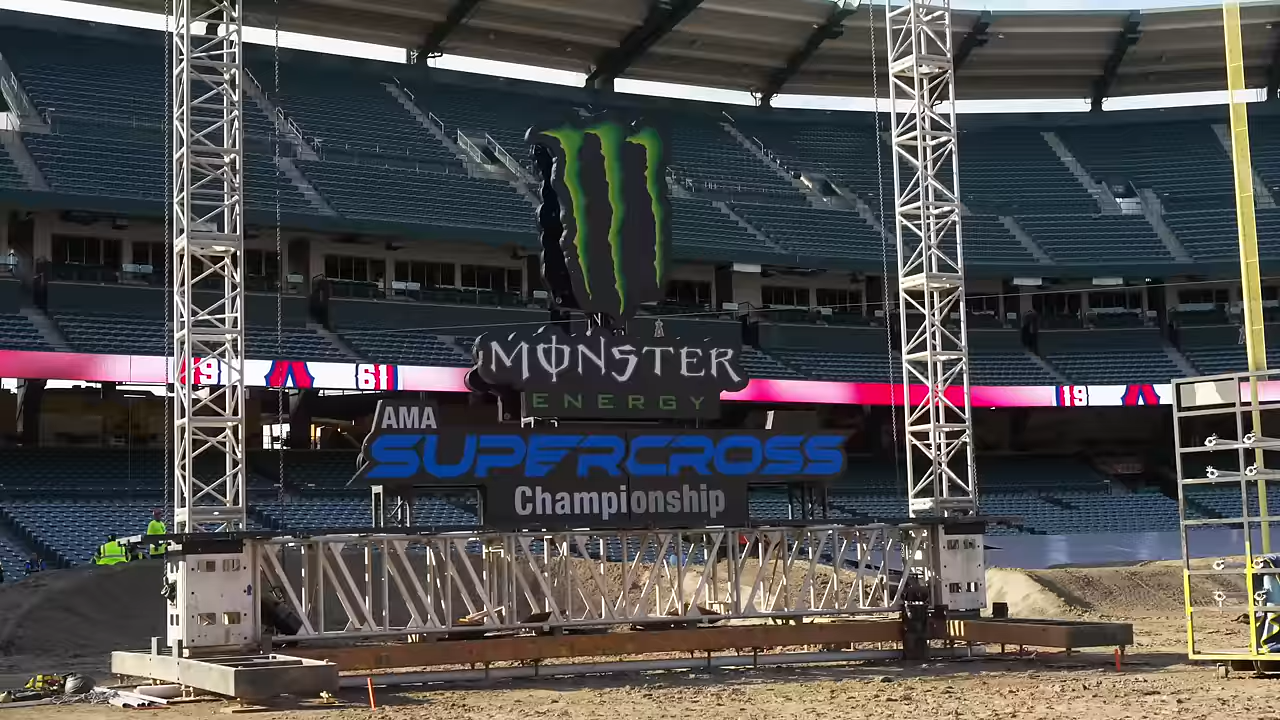 MONSTER
ENERGY
AMA
SUPERCROSS
Championship
19
61
19